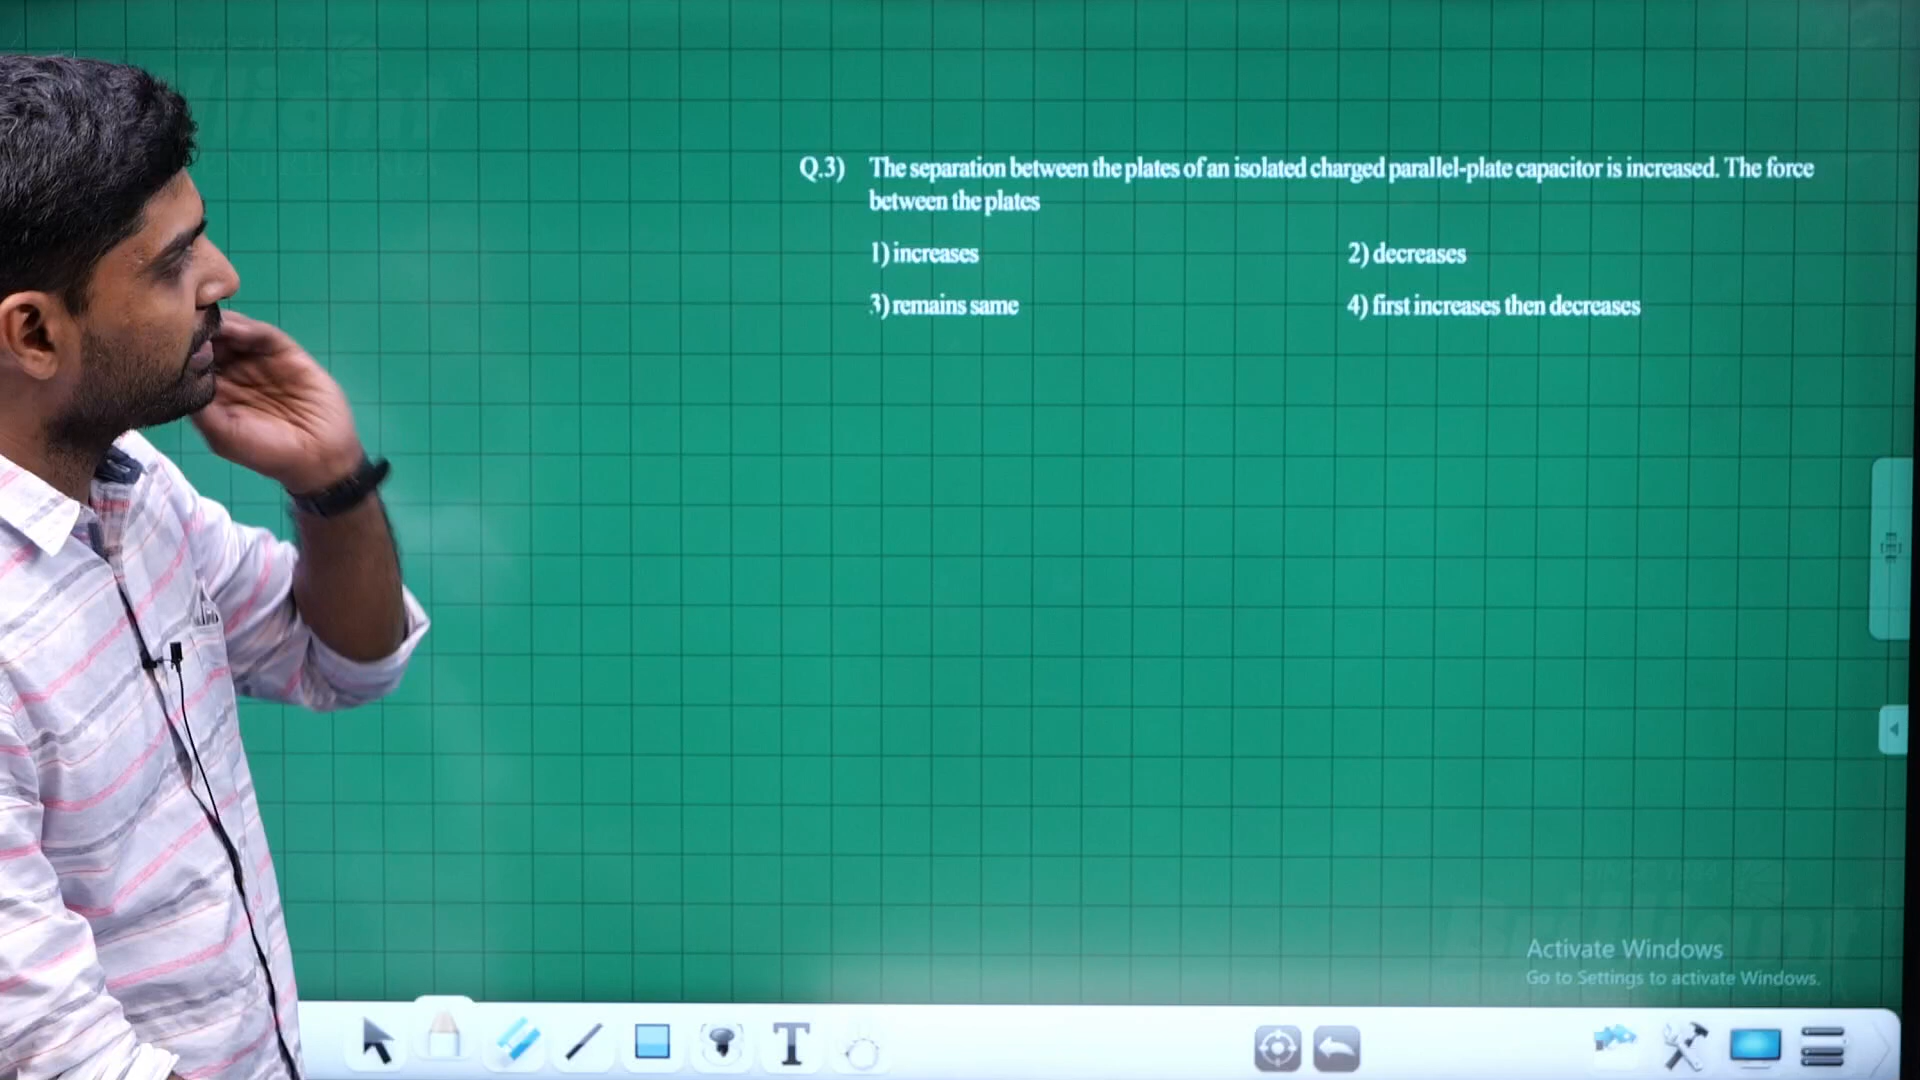 Q.3) The separation between the plates of an isolated charged parallel-plate capacitor is increased. The force
between the plates
1) increases 2) decreases
3) remains same 4) first increases then decreases
Activate Windows
Go to Settings to activate Windows.
T